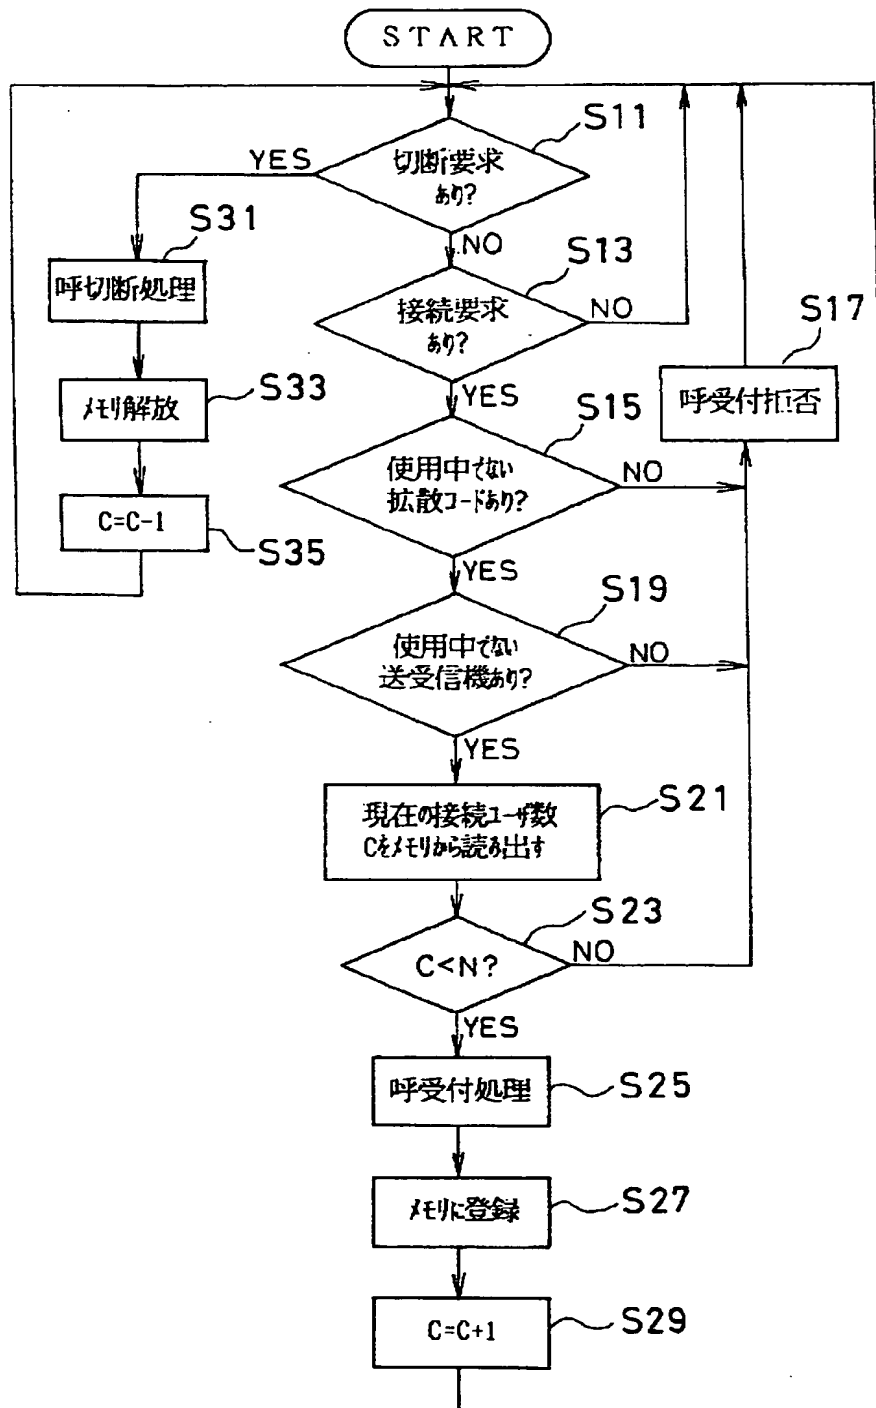 START
S11
YES
切断要求
あり?
S31
NO
S13
呼切断処理
接続要求
あり?
NO
S17
S33
YES
メモリ解放
S15
呼受付拒否
使用中でない
拡散コードあり?
NO
C=C-1
S35
YES
S19
使用中でない
送受信機あり?
NO
YES
S21
現在の接続ユーザ数
Cをメモリから読み出す
S23
C<N?
NO
YES
呼受付処理
S25
メモリに登録
S27
C=C+1
S29